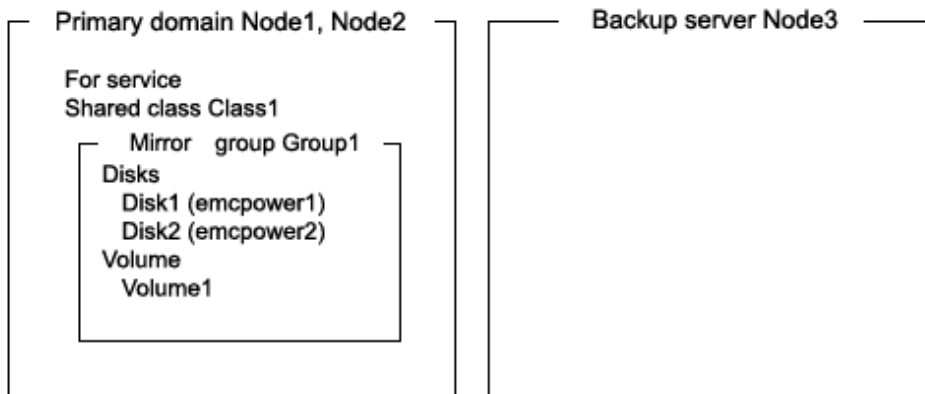 Primary domain Node1, Node2
Backup server Node3
For service
Shared class Class1
Mirror group Group1
Disks
Disk1 (emcpower1)
Disk2 (emcpower2)
Volume
Volume1